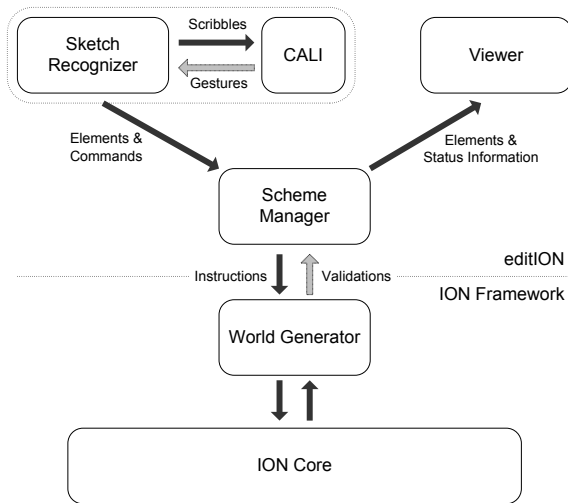 Scribbles
Sketch
Recognizer
CALI
Viewer
Gestures
Elements &
Commands
Elements &
Status Information
Scheme
Manager
editION
Instructions
Validations
ION Framework
World Generator
ION Core